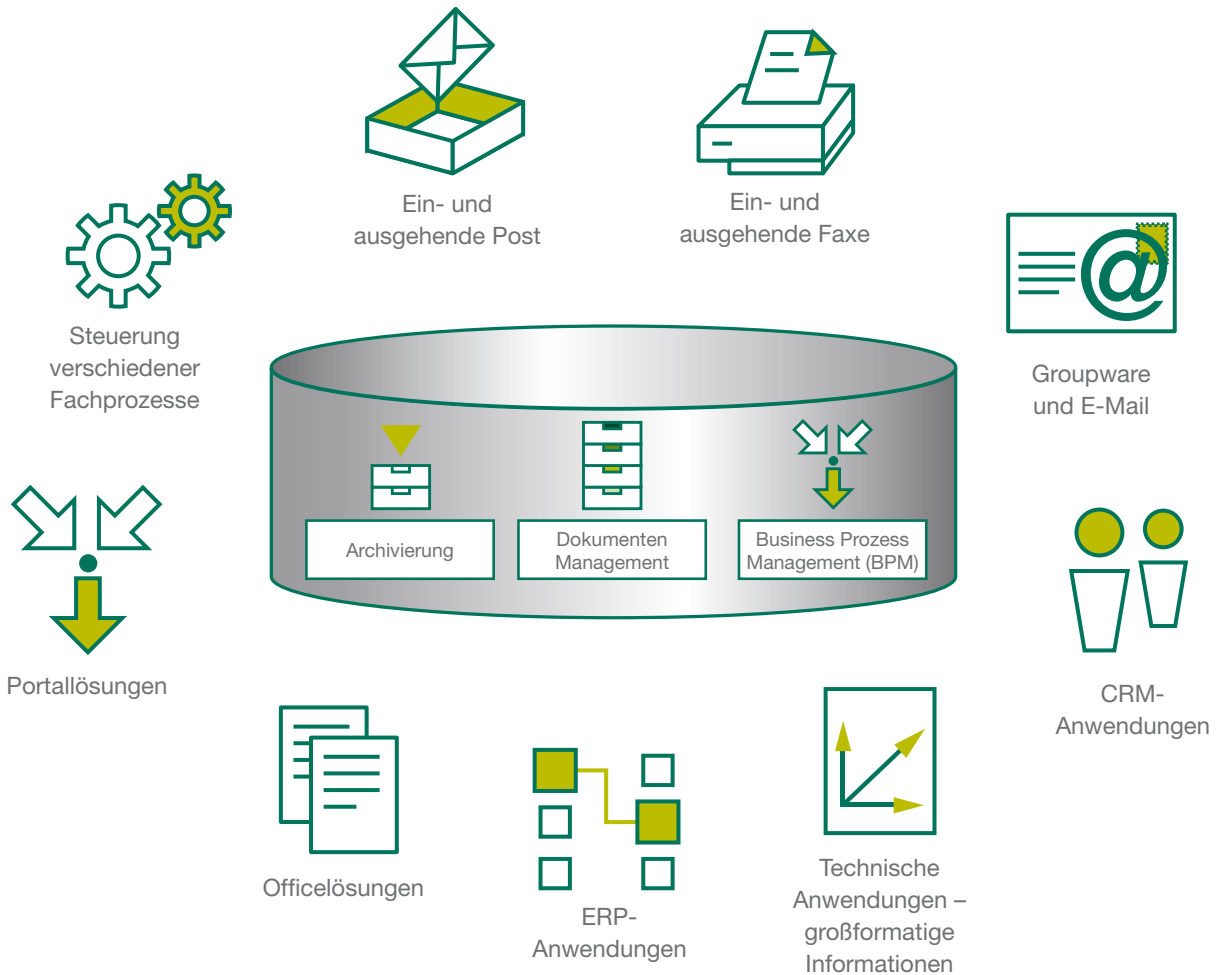 Ein- und
ausgehende Post
Ein- und
ausgehende Faxe
Steuerung
verschiedener
Fachprozesse
@
Groupware
und E-Mail
Archivierung
Dokumenten
Management
Business Prozess
Management (BPM)
Portallösungen
CRM-
Anwendungen
Officelösungen
ERP-
Anwendungen
Technische
Anwendungen –
großformatige
Informationen